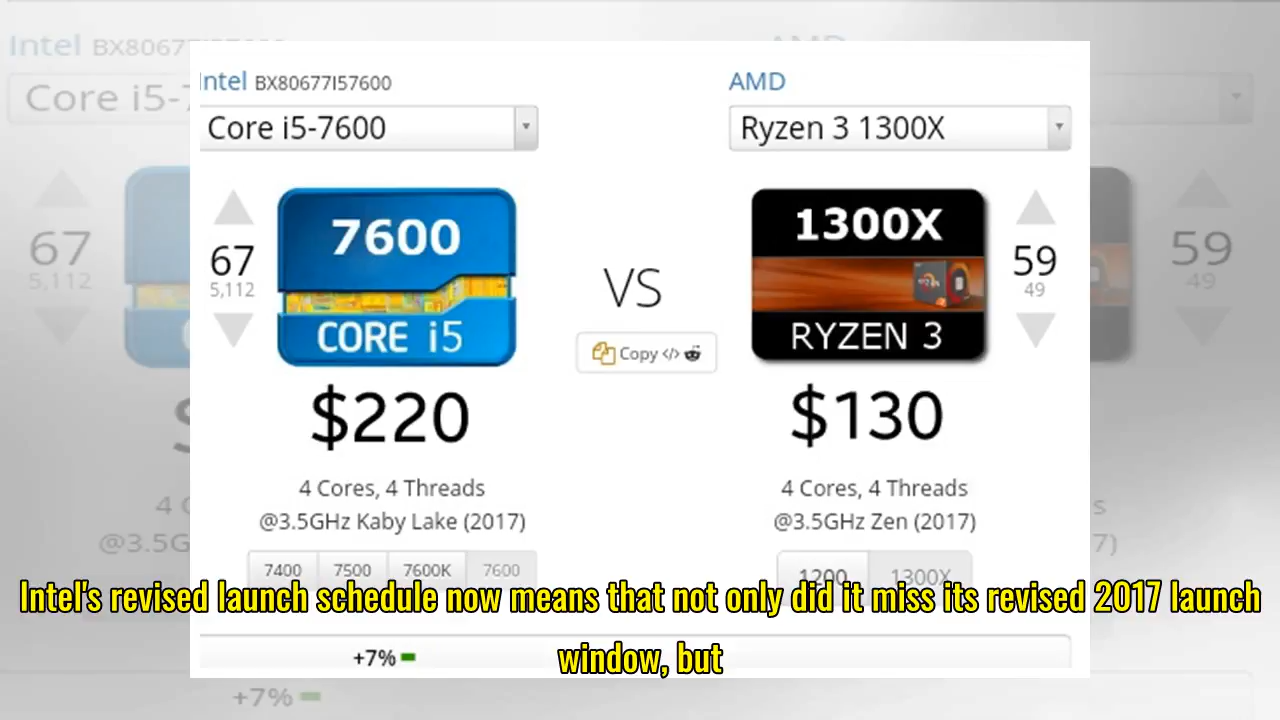 Intel BX80677I57600
AMD
Core i5-7600
Ryzen 3 1300X
67
5,112
7600
CORE i5
VS
Copy </>
1300X
RYZEN 3
59
49
$220
$130
4 Cores, 4 Threads
@3.5GHz Kaby Lake (2017)
4 Cores, 4 Threads
@3.5GHz Zen (2017)
7400 7500 7600K 7600
1200 1300X
Intel's revised launch schedule now means that not only did it miss its revised 2017 launch
window, but
+7%